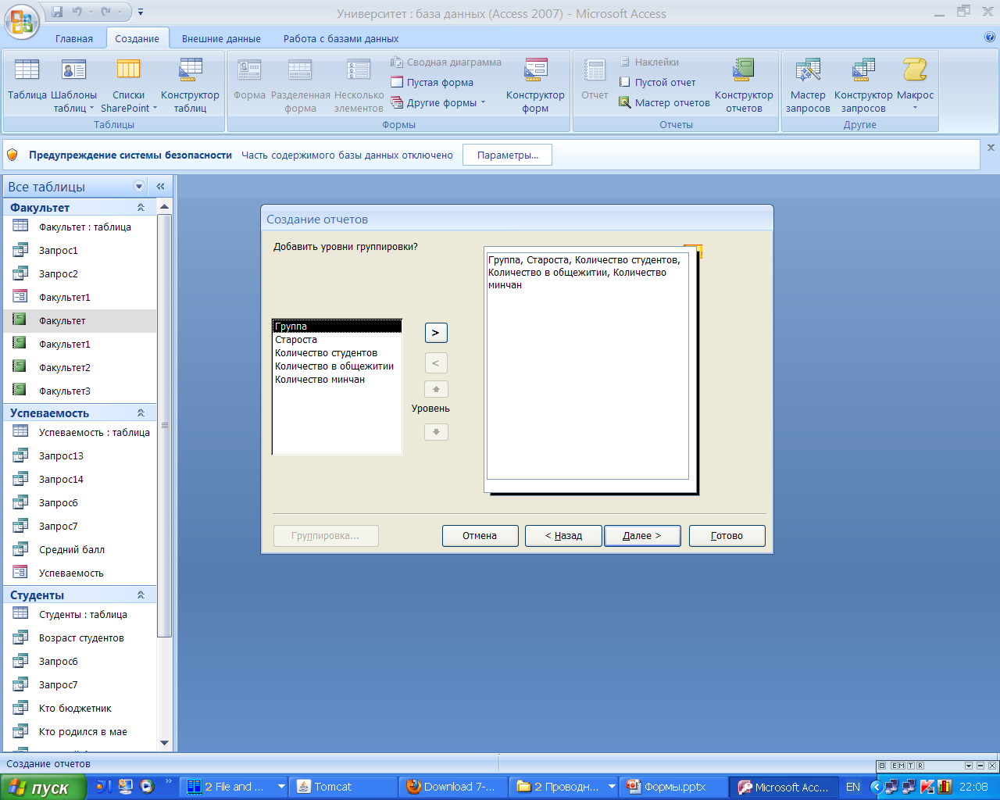 Университет : база данных (Access 2007) - Microsoft Access
Главная Создание Внешние данные Работа с базами данных
Таблица Шаблоны таблиц Списки SharePoint Конструктор таблиц
Таблицы
Форма Разделенная форма Несколько элементов
Сводная диаграмма
Пустая форма
Другие формы
Конструктор форм
Формы
Отчет
Наклейки
Пустой отчет
Мастер отчетов
Конструктор отчетов
Отчеты
Мастер запросов Конструктор запросов Макрос
Другие
Предупреждение системы безопасности Часть содержимого базы данных отключено Параметры...
Все таблицы
Факультет
Факультет : таблица
Запрос1
Запрос2
Факультет1
Факультет
Факультет1
Факультет2
Факультет3
Успеваемость
Успеваемость : таблица
Запрос13
Запрос14
Запрос6
Запрос7
Средний балл
Успеваемость
Студенты
Студенты : таблица
Возраст студентов
Запрос6
Запрос7
Кто бюджетник
Кто родился в мае
Создание отчетов
Добавить уровни группировки?
Группа
Староста
Количество студентов
Количество в общежитии
Количество минчан
>
<
Уровень
Группа, Староста, Количество студентов,
Количество в общежитии, Количество
минчан
Группировка... Отмена < Назад Далее > Готово
Создание отчетов
EMTR
пуск 2 File and ... Tomcat Download 7-... 2 Проводн... Формы.pptx Microsoft Acc... EN 22:08